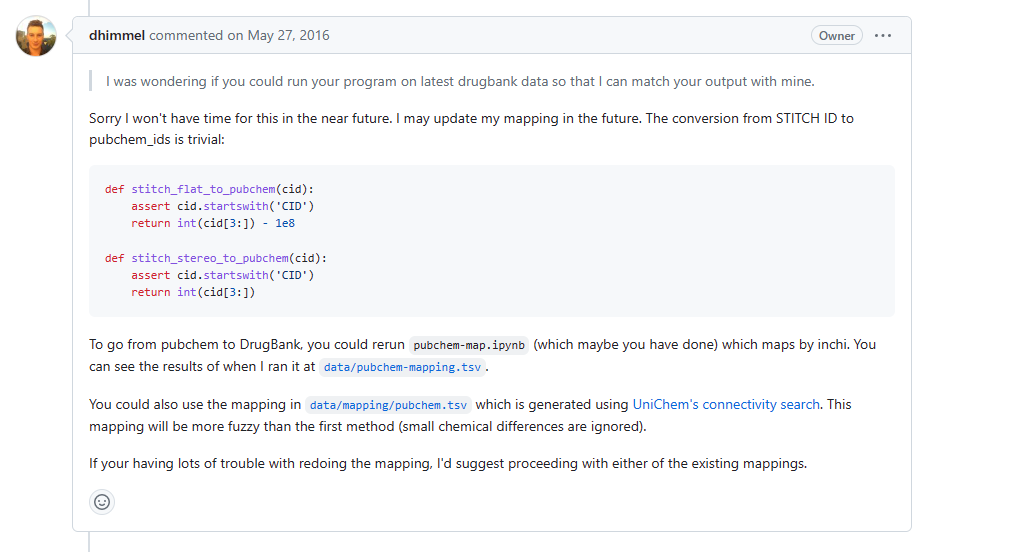 dhimmel commented on May 27, 2016
Owner
I was wondering if you could run your program on latest drugbank data so that I can match your output with mine.
Sorry I won't have time for this in the near future. I may update my mapping in the future. The conversion from STITCH ID to
pubchem_ids is trivial:
def stitch_flat_to_pubchem(cid):
    assert cid.startswith('CID')
    return int(cid[3:]) - 1e8
def stitch_stereo_to_pubchem(cid):
    assert cid.startswith('CID')
    return int(cid[3:])
To go from pubchem to DrugBank, you could rerun pubchem-map.ipynb (which maybe you have done) which maps by inchi. You
can see the results of when I ran it at data/pubchem-mapping.tsv.
You could also use the mapping in data/mapping/pubchem.tsv which is generated using UniChem's connectivity search. This
mapping will be more fuzzy than the first method (small chemical differences are ignored).
If your having lots of trouble with redoing the mapping, I'd suggest proceeding with either of the existing mappings.